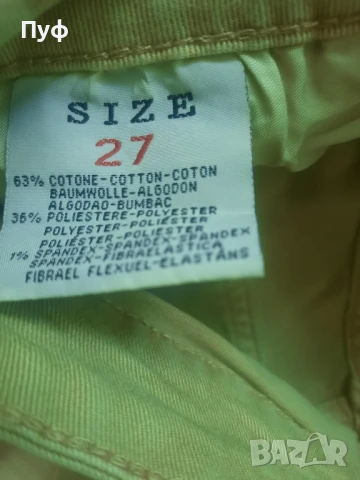 Пуф
SIZE
27
63% COTONE-COTTON-COTON
BAUMWOLLE-ALGODON
ALGODAO-BUMBAC
36% POLIESTERE-POLYESTER
POLYESTER-POLYESTER
POLIESTER-POLIESTER
1% SPANDEX-SPANDEX-SPANDEX
SPANDEX-FIBRAELASTICA
FIBRAEL FLEXUEL-ELASTANS
BAZAR